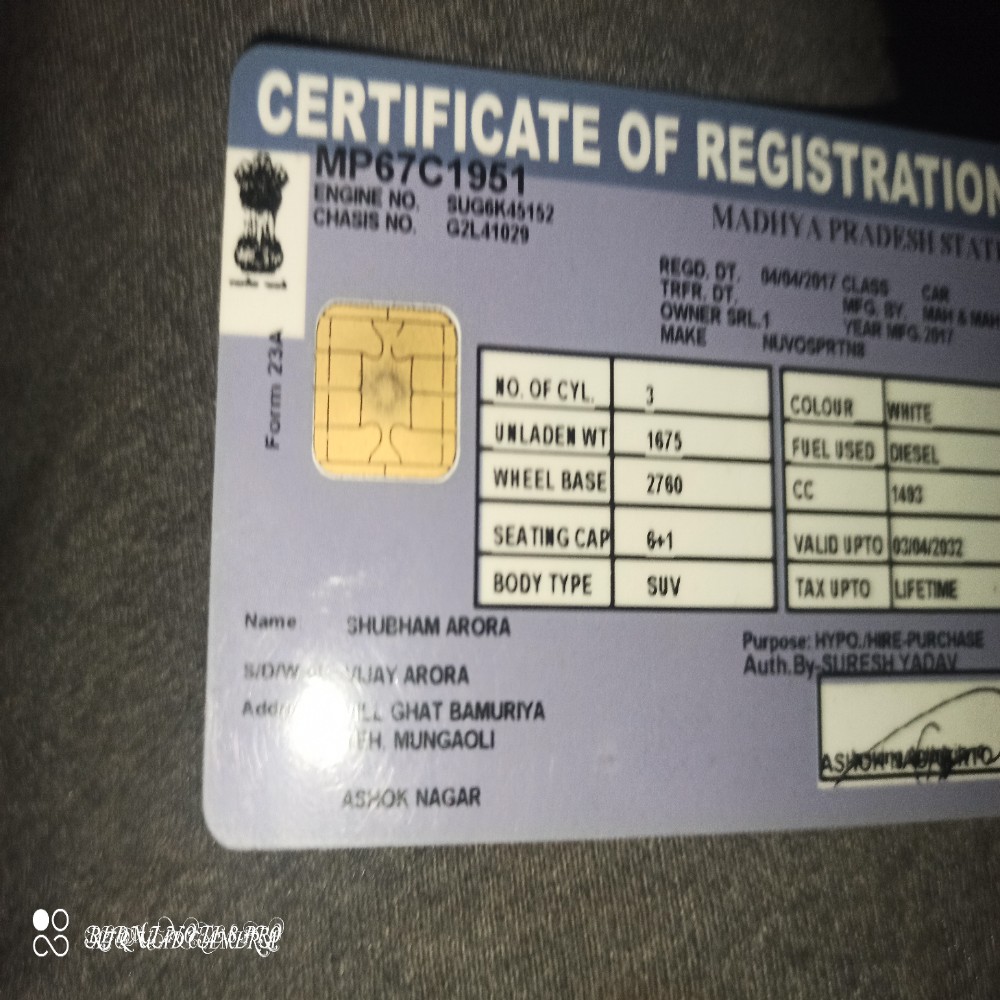 CERTIFICATE OF REGISTRATION
MP67C1951
ENGINE NO. SUG6K45152
CHASIS NO. G2L41029
MADHYA PRADESH STAT
REGD. DT. 04/04/2017 CLASS CAR
TRFR. DT. MFG. BY. MAH & MAH
OWNER SRL.1 YEAR MFG.2017
MAKE NUVOSPRTN8
Form 23A
NO. OF CYL. 3
UNLADEN WT 1675
WHEEL BASE 2760
SEATING CAP 6+1
BODY TYPE SUV
COLOUR WHITE
FUEL USED DIESEL
CC 1493
VALID UPTO 03/04/2032
TAX UPTO LIFETIME
Name SHUBHAM ARORA
S/D/W VIJAY ARORA
GHAT BAMURIYA
MUNGAOLI
ASHOK NAGAR
Purpose: HYPO./HIRE-PURCHASE
Auth.By-SURESH YADAV